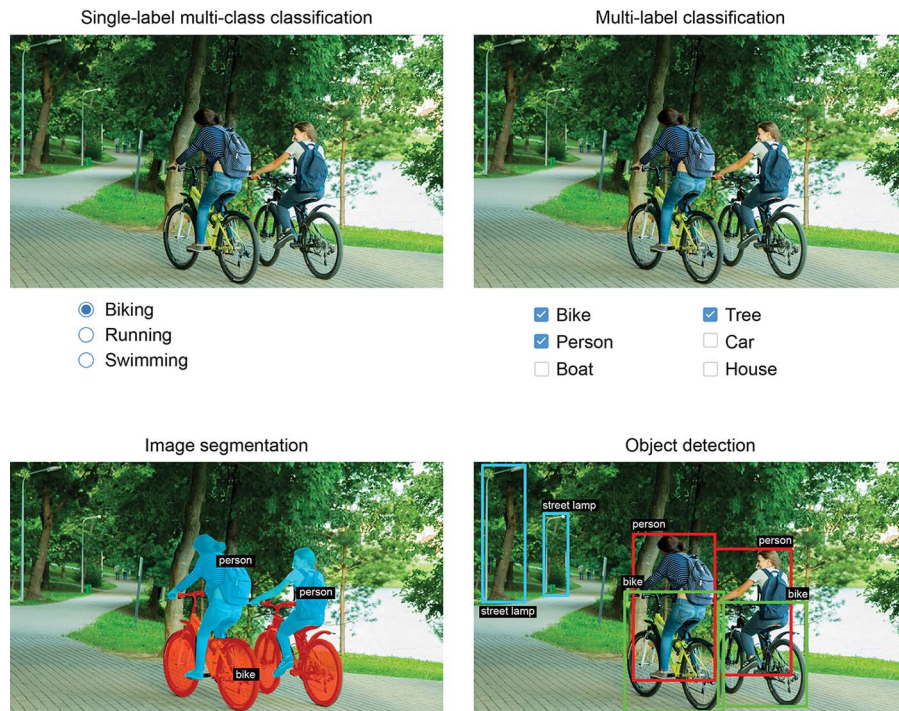 Single-label multi-class classification
Multi-label classification
Biking
Running
Swimming
Bike
Tree
Person
Car
Boat
House
Image segmentation
Object detection
person
person
bike
street lamp
person
person
bike
bike
street lamp